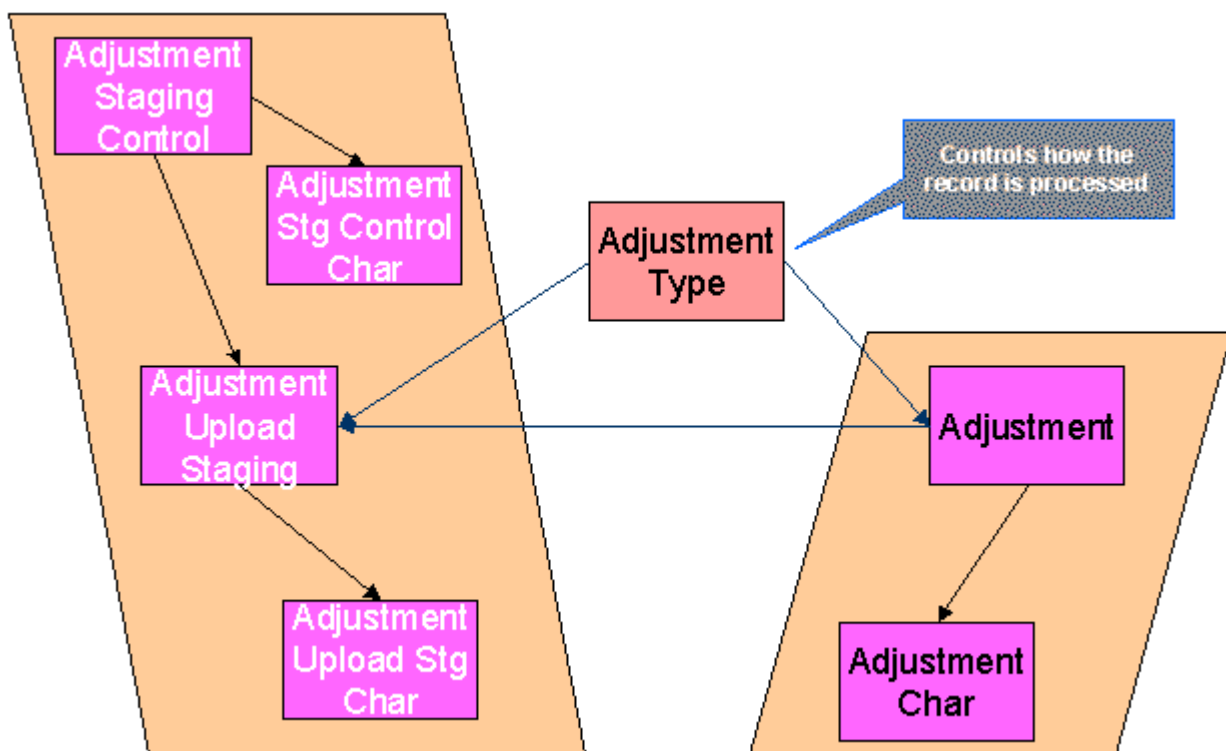 Adjustment
Staging
Control
Adjustment
Stg Control
Char
Controls how the
record is processed
Adjustment
Type
Adjustment
Upload
Staging
Adjustment
Adjustment
Upload Stg
Char
Adjustment
Char